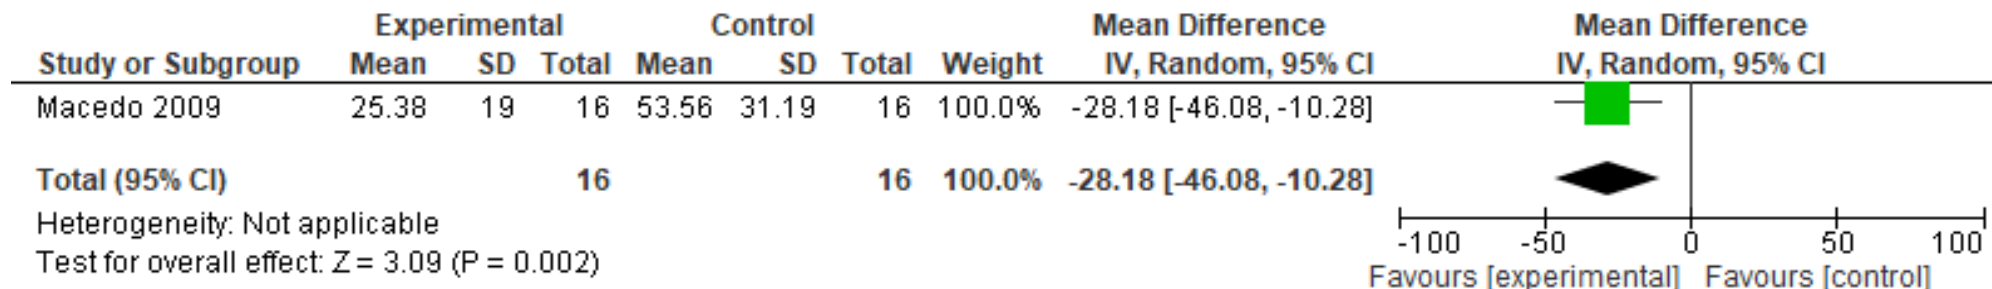 Experimental Control Mean Difference Mean Difference
Study or Subgroup Mean SD Total Mean SD Total Weight IV, Random, 95% CI IV, Random, 95% CI
Macedo 2009 25.38 19 16 53.56 31.19 16 100.0% -28.18 [-46.08, -10.28]
Total (95% CI) 16 16 100.0% -28.18 [-46.08, -10.28]
Heterogeneity: Not applicable
Test for overall effect: Z = 3.09 (P = 0.002)
-100 -50 0 50 100
Favours [experimental] Favours [control]